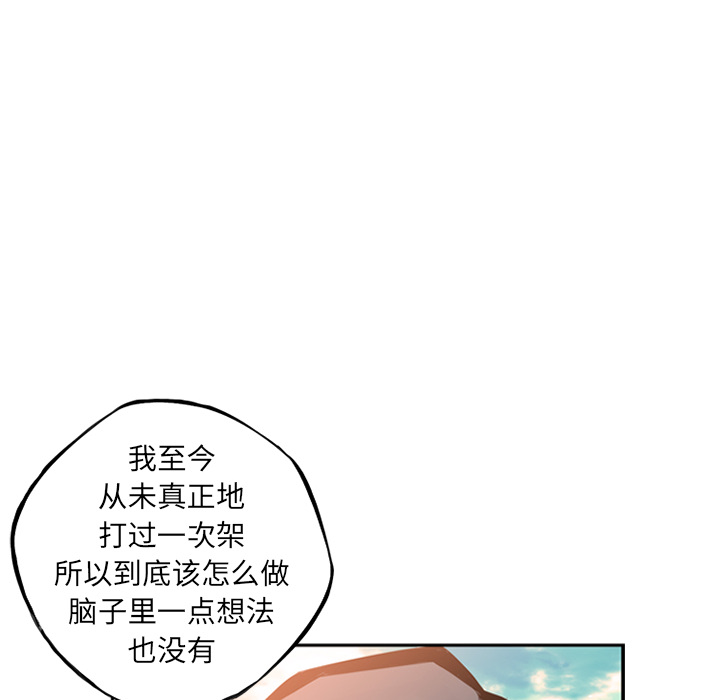 我至今
从未真正地
打过一次架
所以到底该怎么做
脑子里一点想法
也没有